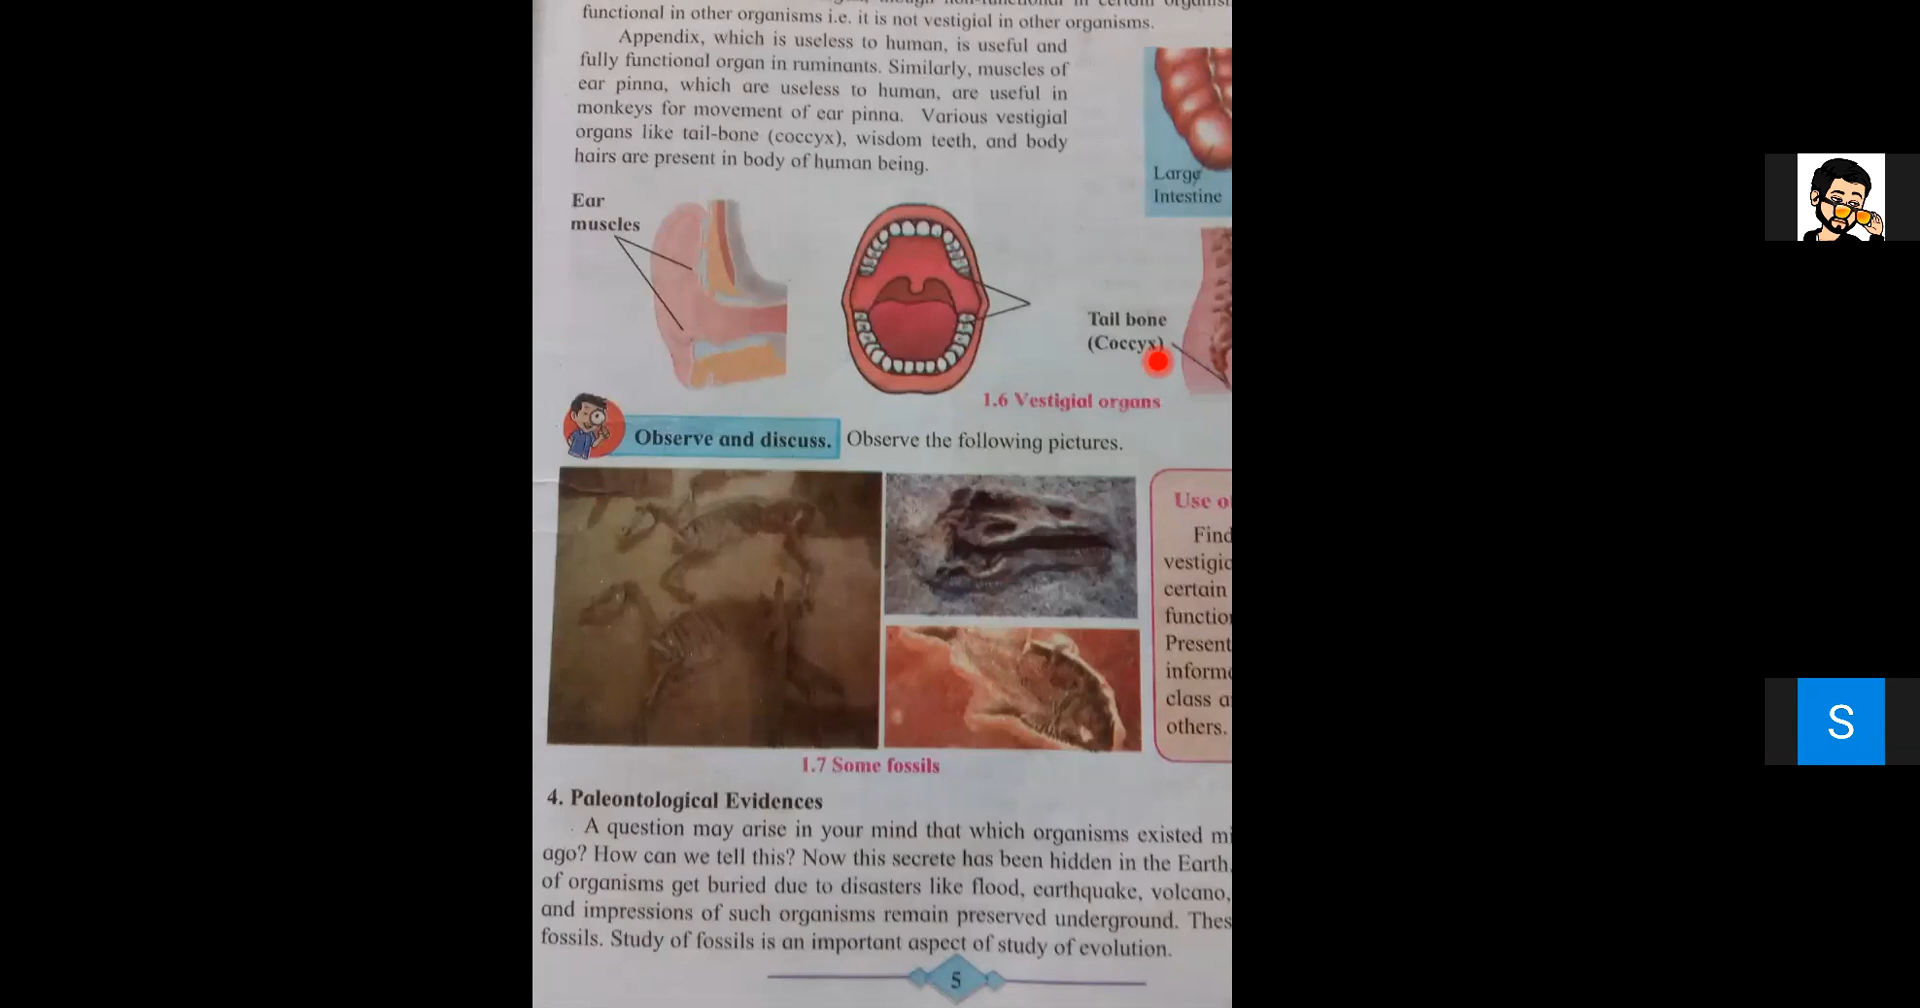 functional in other organisms i.e. it is not vestigial in other organisms.
Appendix, which is useless to human, is useful and
fully functional organ in ruminants. Similarly, muscles of
ear pinna, which are useless to human, are useful in
monkeys for movement of ear pinna. Various vestigial
organs like tail-bone (coccyx), wisdom teeth, and body
hairs are present in body of human being.
Large
Intestine
Ear
muscles
Tail bone
(Coccyx)
1.6 Vestigial organs
Observe and discuss. Observe the following pictures.
Use
Find
certain
Present
class
others.
1.7 Some fossils
4. Paleontological Evidences
A question may arise in your mind that which organisms existed
ago? How can we tell this? Now this secrete has been hidden in the Earth.
of organisms get buried due to disasters like flood, earthquake, volcano,
and impressions of such organisms remain preserved underground.
fossils. Study of fossils is an important aspect of study of evolution.
5
S